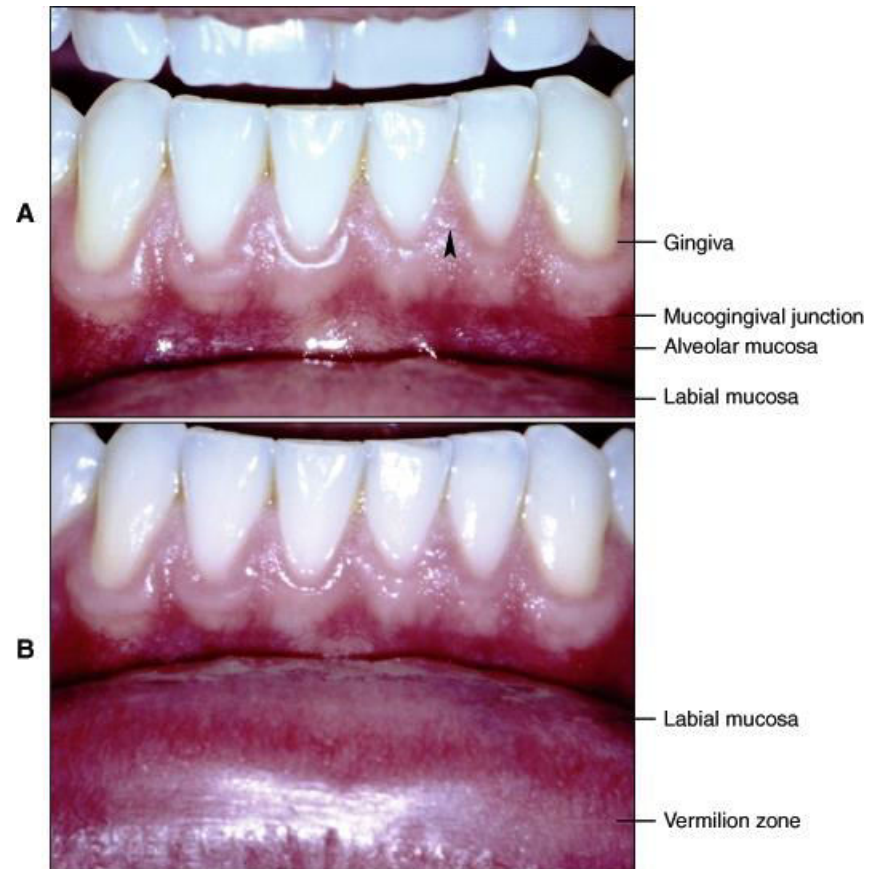 A
Gingiva
Mucogingival junction
Alveolar mucosa
Labial mucosa
B
Labial mucosa
Vermilion zone